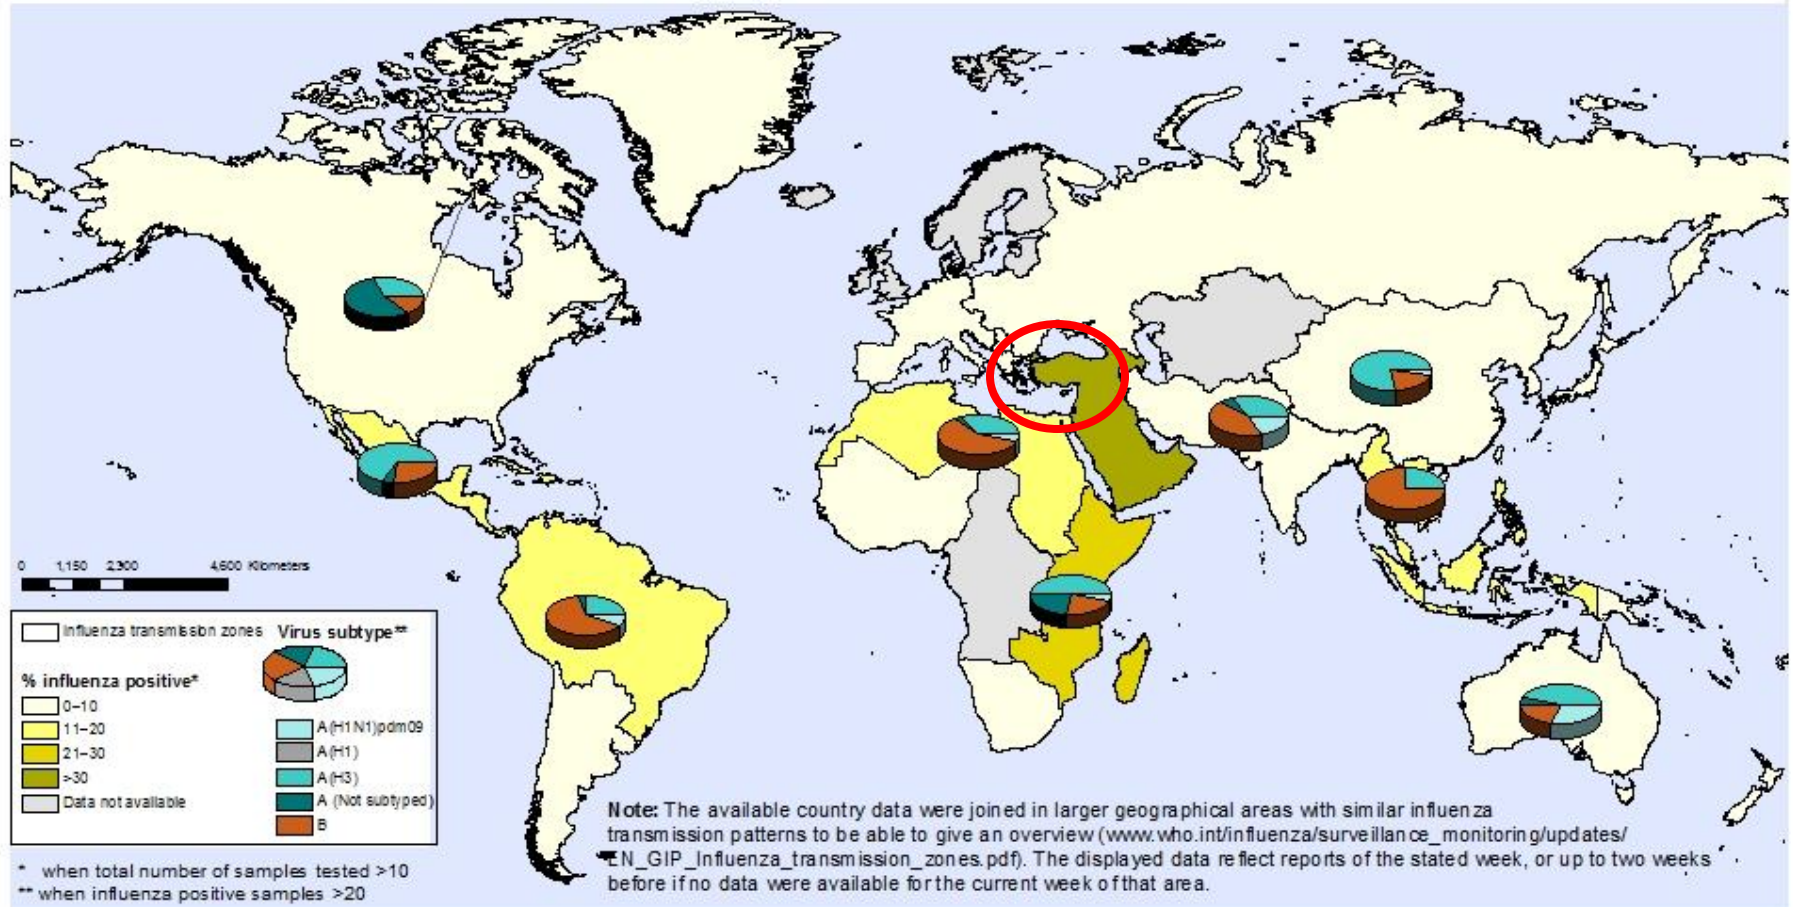 0 1,150 2,300 4,600 Kilometers
Influenza transmission zones
Virus subtype**
% influenza positive*
0–10
11–20
21–30
>30
Data not available
A(H1N1)pdm09
A(H1)
A(H3)
A (Not subtyped)
B
* when total number of samples tested >10
** when influenza positive samples >20
Note: The available country data were joined in larger geographical areas with similar influenza
transmission patterns to be able to give an overview (www.who.int/influenza/surveillance_monitoring/updates/
EN_GIP_Influenza_transmission_zones.pdf). The displayed data reflect reports of the stated week, or up to two weeks
before if no data were available for the current week of that area.